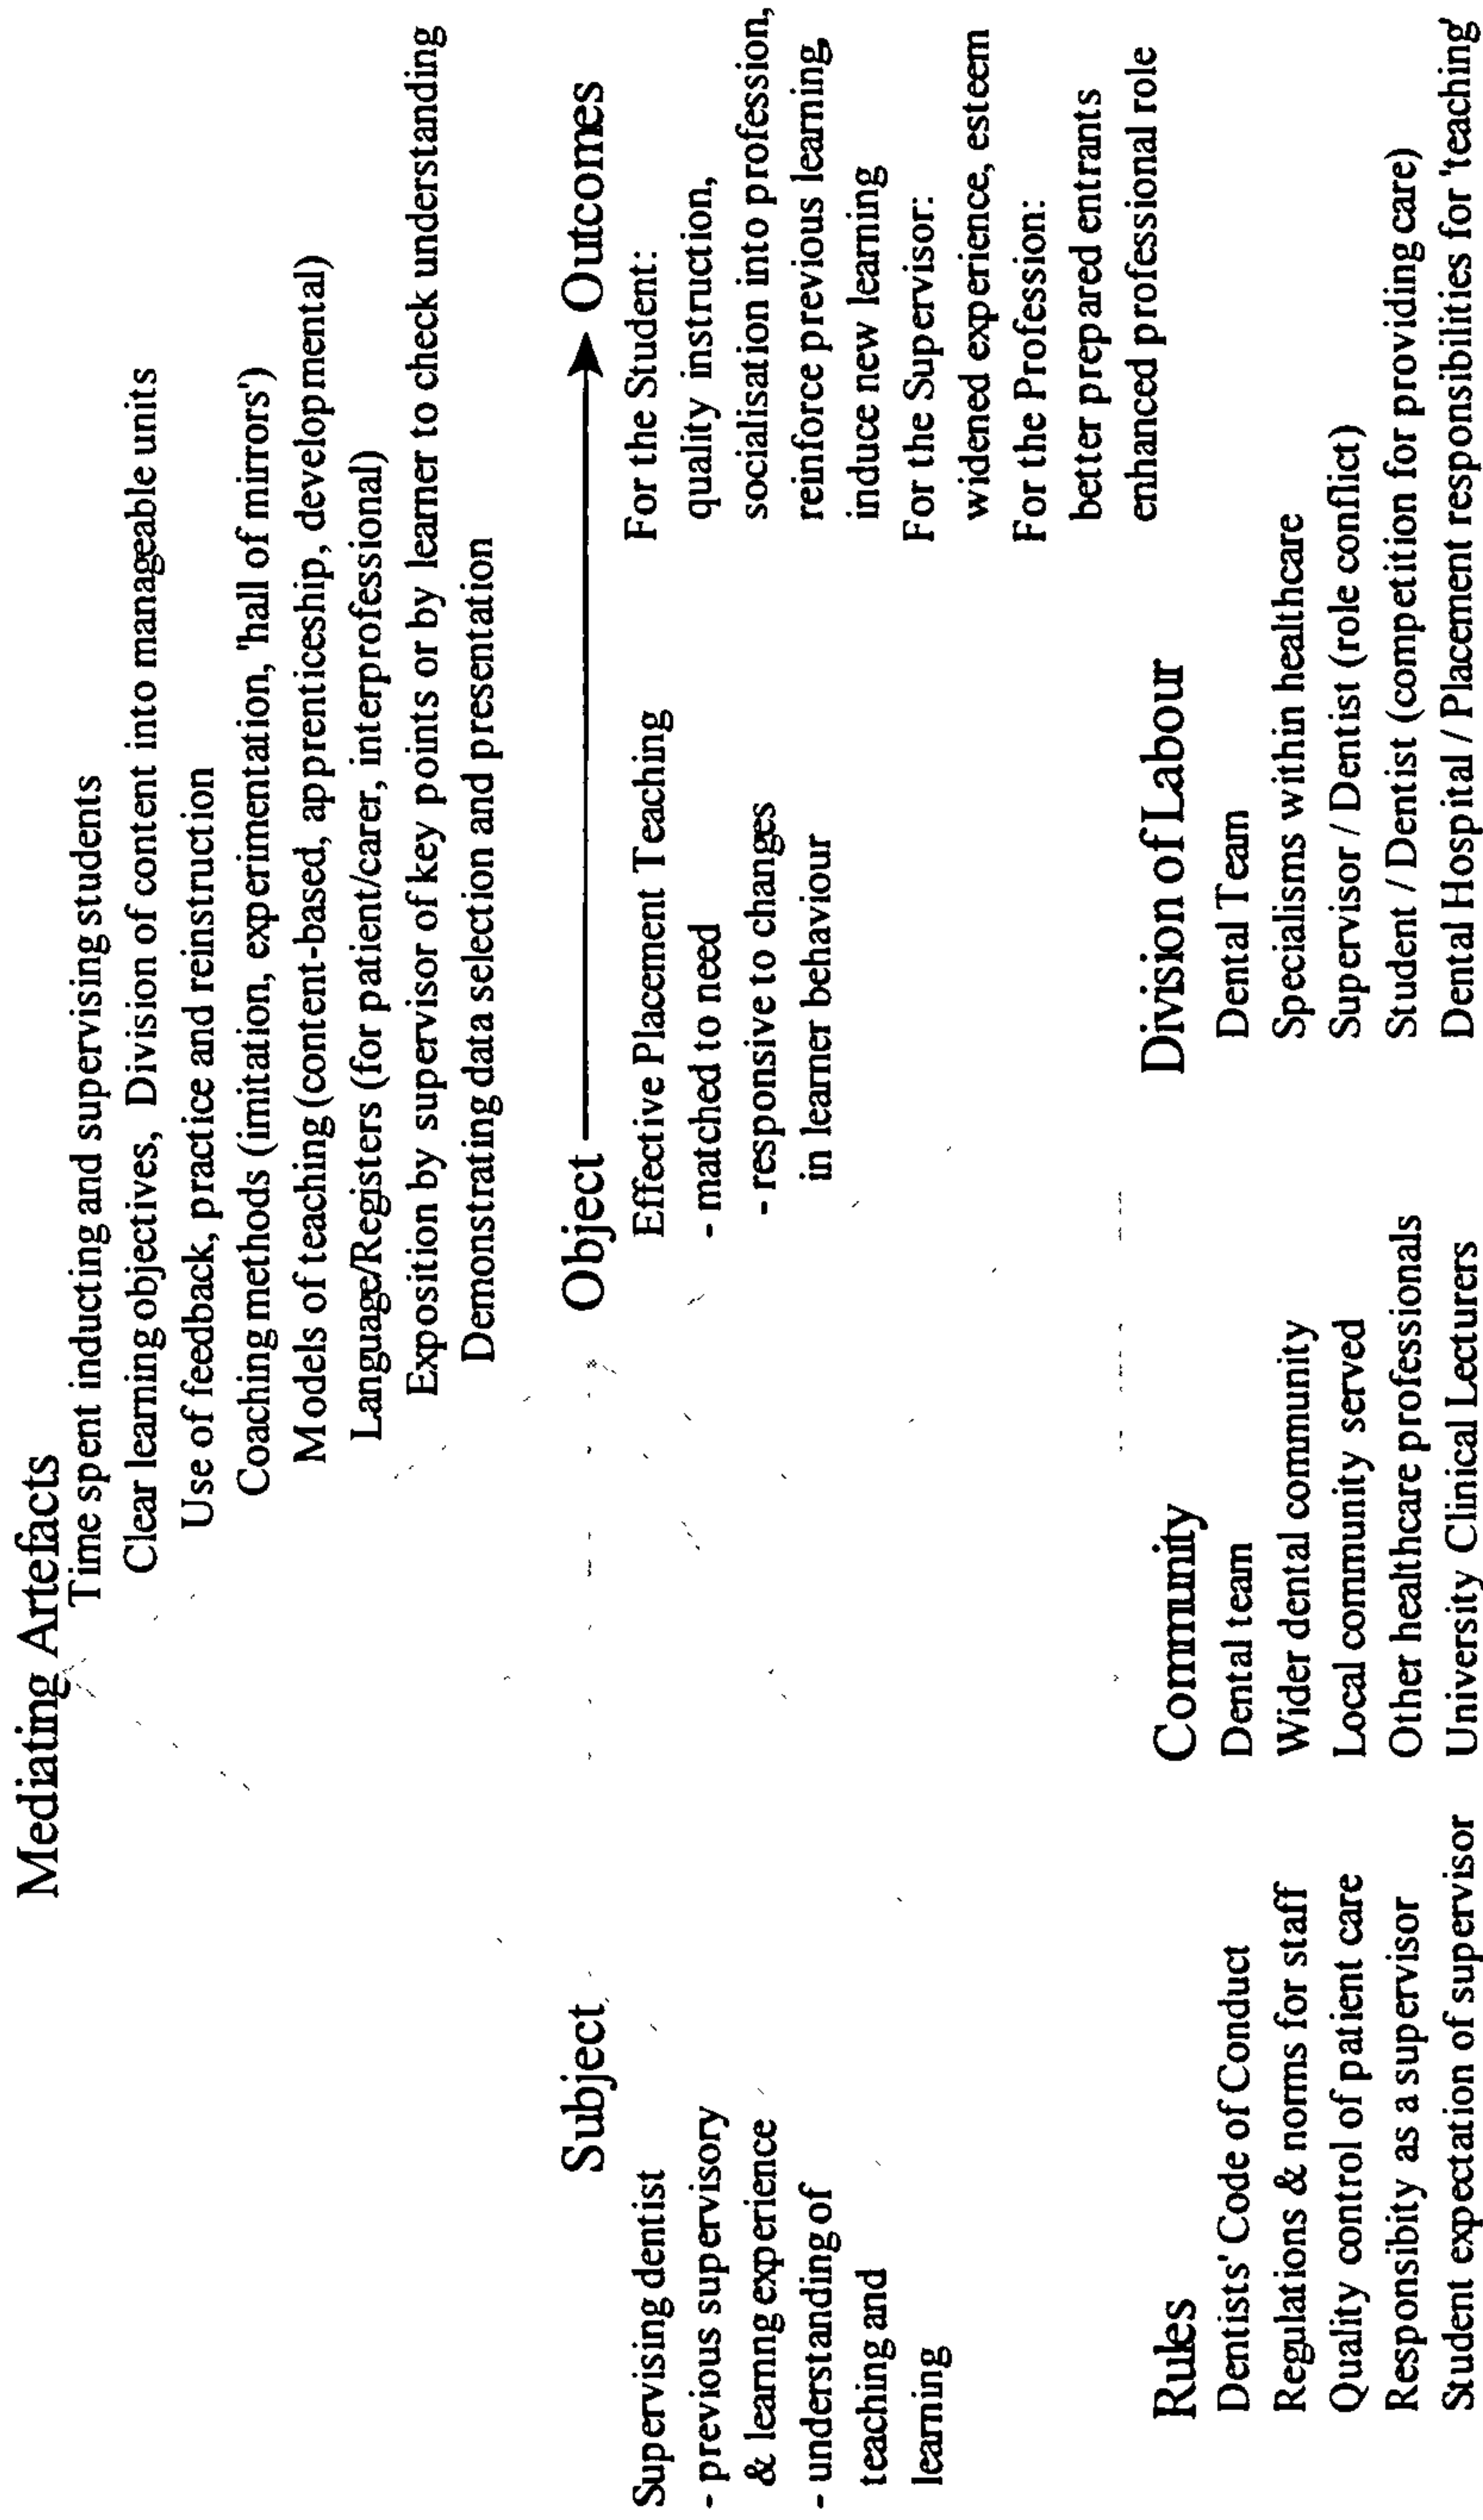 Mediating Artefacts
Time spent inducting and supervising students
Clear learning objectives, Division of content into manageable units
Use of feedback, practice and reinstruction
Coaching methods (imitation, experimentation, 'hall of mirrors')
Models of teaching (content-based, apprenticeship, developmental)
Language/Registers (for patient/carer, interprofessional)
Exposition by supervisor of key points or by learner to check understanding
Demonstrating data selection and presentation
Subject
Supervising dentist
- previous supervisory
& learning experience
- understanding of
teaching and
learning
Object
Effective Placement Teaching
- matched to need
- responsive to changes
in learner behaviour
Outcomes
For the Student:
quality instruction,
socialisation into profession,
reinforce previous learning,
induce new learning
For the Supervisor:
widened experience, esteem
For the Profession:
better prepared entrants
enhanced professional role
Rules
Dentists' Code of Conduct
Regulations & norms for staff
Quality control of patient care
Responsibity as a supervisor
Student expectation of supervisor
Community
Dental team
Wider dental community
Local community served
Other healthcare professionals
University Clinical Lecturers
Division of Labour
Dental Team
Specialisms within healthcare
Supervisor / Dentist (role conflict)
Student / Dentist (competition for providing care)
Dental Hospital / Placement responsibilities for 'teaching'